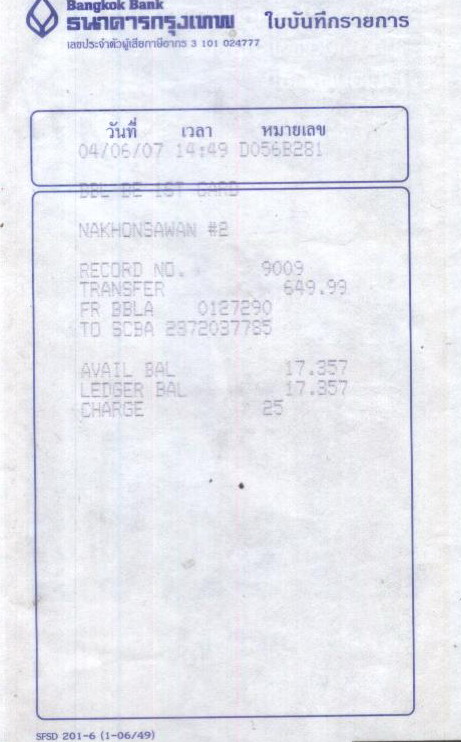 Bangkok Bank
ธนาคารกรุงเทพ ใบบันทึกรายการ
เลขประจำตัวผู้เสียภาษีอากร 3 101 024777
วันที่ เวลา หมายเลข
04/06/07 14:49 D056B281
BBL BE 1ST CARD
NAKHONSAWAN #2
RECORD NO. 9009
TRANSFER 649.99
FR BBLA 0127290
TO SCBA 2372037785
AVAIL BAL 17.357
LEDGER BAL 17.357
CHARGE 25
SFSD 201-6 (1-06/49)